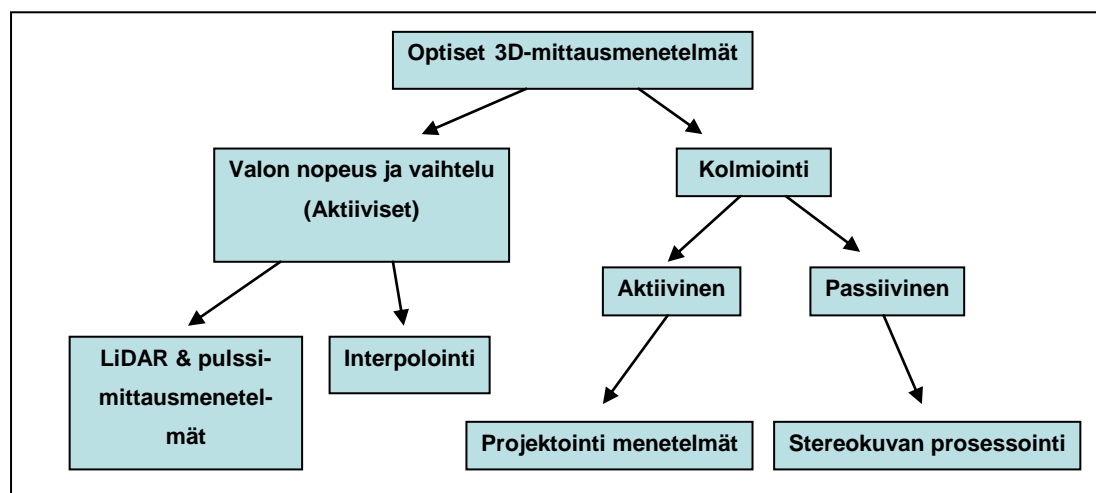 Optiset 3D-mittausmenetelmät
Valon nopeus ja vaihtelu
(Aktiiviset)
Kolmiointi
Aktiivinen
Passiivinen
LiDAR & pulssi-
mittausmenetel-
mät
Interpolointi
Projektointi menetelmät
Stereokuvan prosessointi